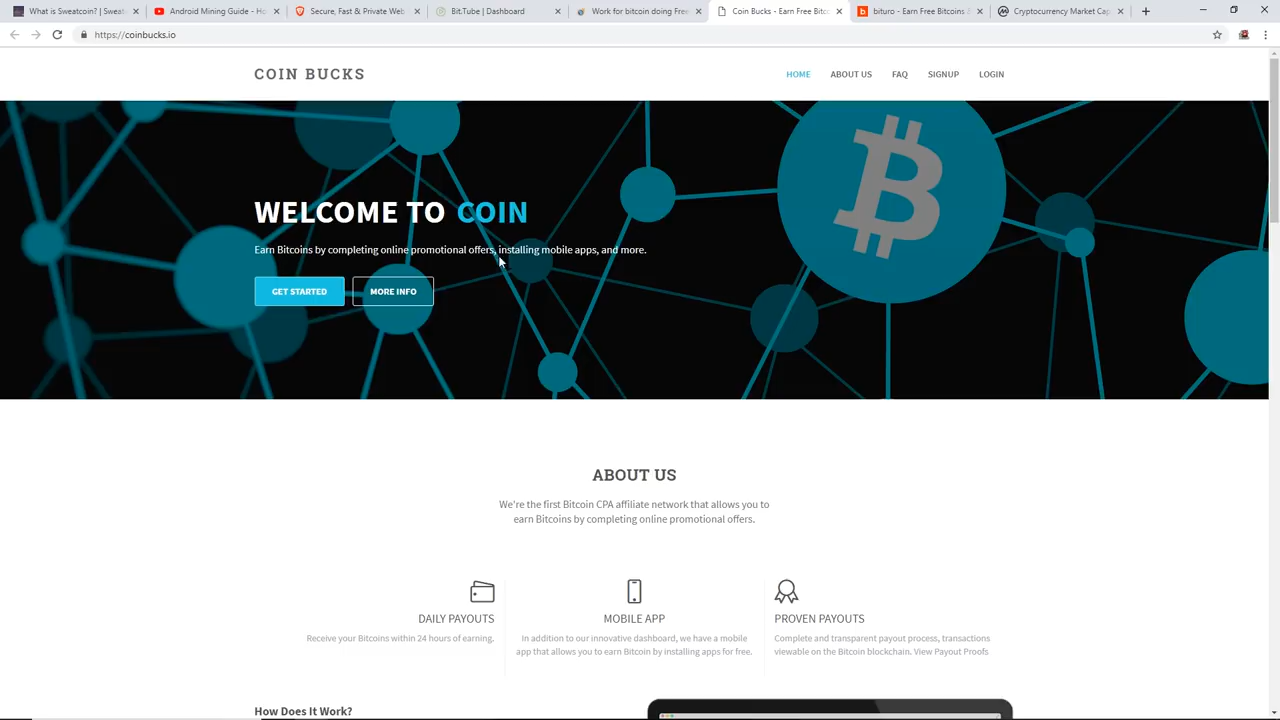 What is Sweatcoin? | Sweat
Android Mining Guide - Ho
Secure, Fast & Private Web
Bit.Tube | Dashboard
Work for bitcoin doing Free
Coin Bucks - Earn Free Bitco
bituro - Earn Free Bitcoins &
Cryptocurrency Market Cap
https://coinbucks.io
COIN BUCKS
HOME ABOUT US FAQ SIGNUP LOGIN
WELCOME TO COIN
Earn Bitcoins by completing online promotional offers, installing mobile apps, and more.
GET STARTED MORE INFO
ABOUT US
We're the first Bitcoin CPA affiliate network that allows you to
earn Bitcoins by completing online promotional offers.
DAILY PAYOUTS
Receive your Bitcoins within 24 hours of earning.
MOBILE APP
In addition to our innovative dashboard, we have a mobile
app that allows you to earn Bitcoin by installing apps for free.
PROVEN PAYOUTS
Complete and transparent payout process, transactions
viewable on the Bitcoin blockchain. View Payout Proofs
How Does It Work?